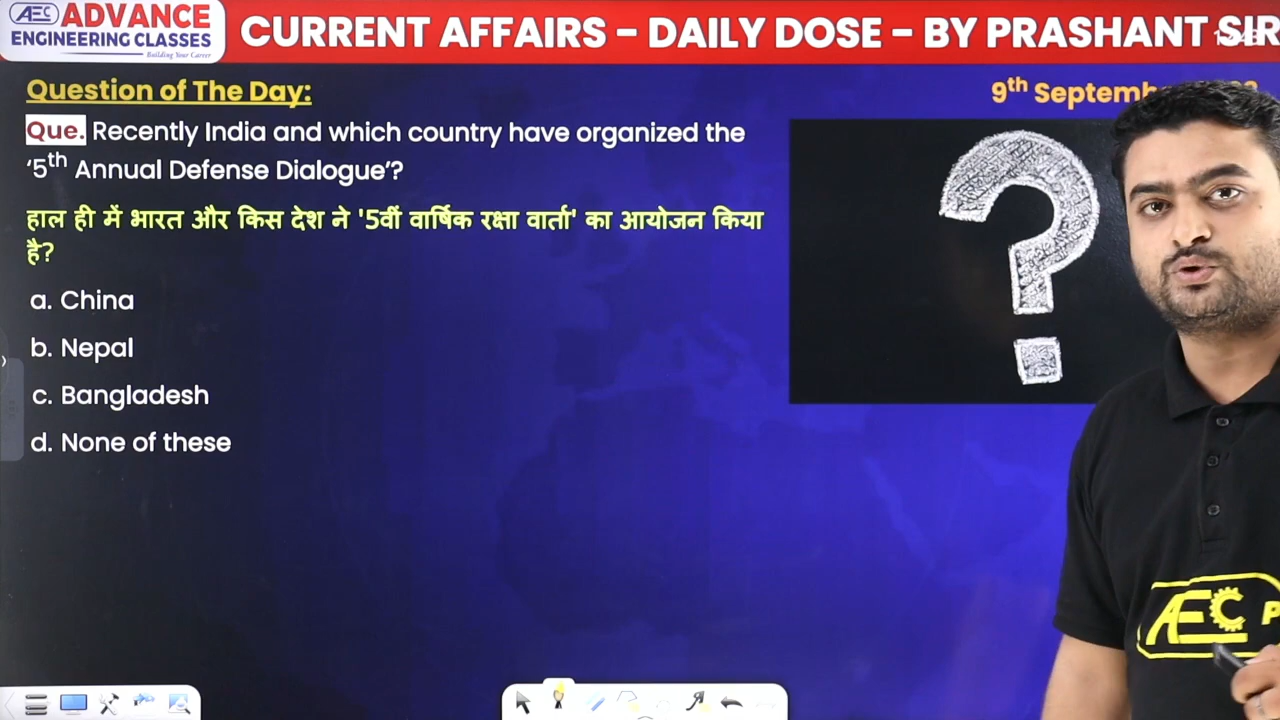 AEC ADVANCE
ENGINEERING CLASSES
Building Your Career
CURRENT AFFAIRS – DAILY DOSE – BY PRASHANT SIR
Question of The Day:
9th
Que. Recently India and which country have organized the
‘5th Annual Defense Dialogue’?
हाल ही में भारत और किस देश ने '5वीं वार्षिक रक्षा वार्ता' का आयोजन किया
है?
a. China
b. Nepal
c. Bangladesh
d. None of these
AEC